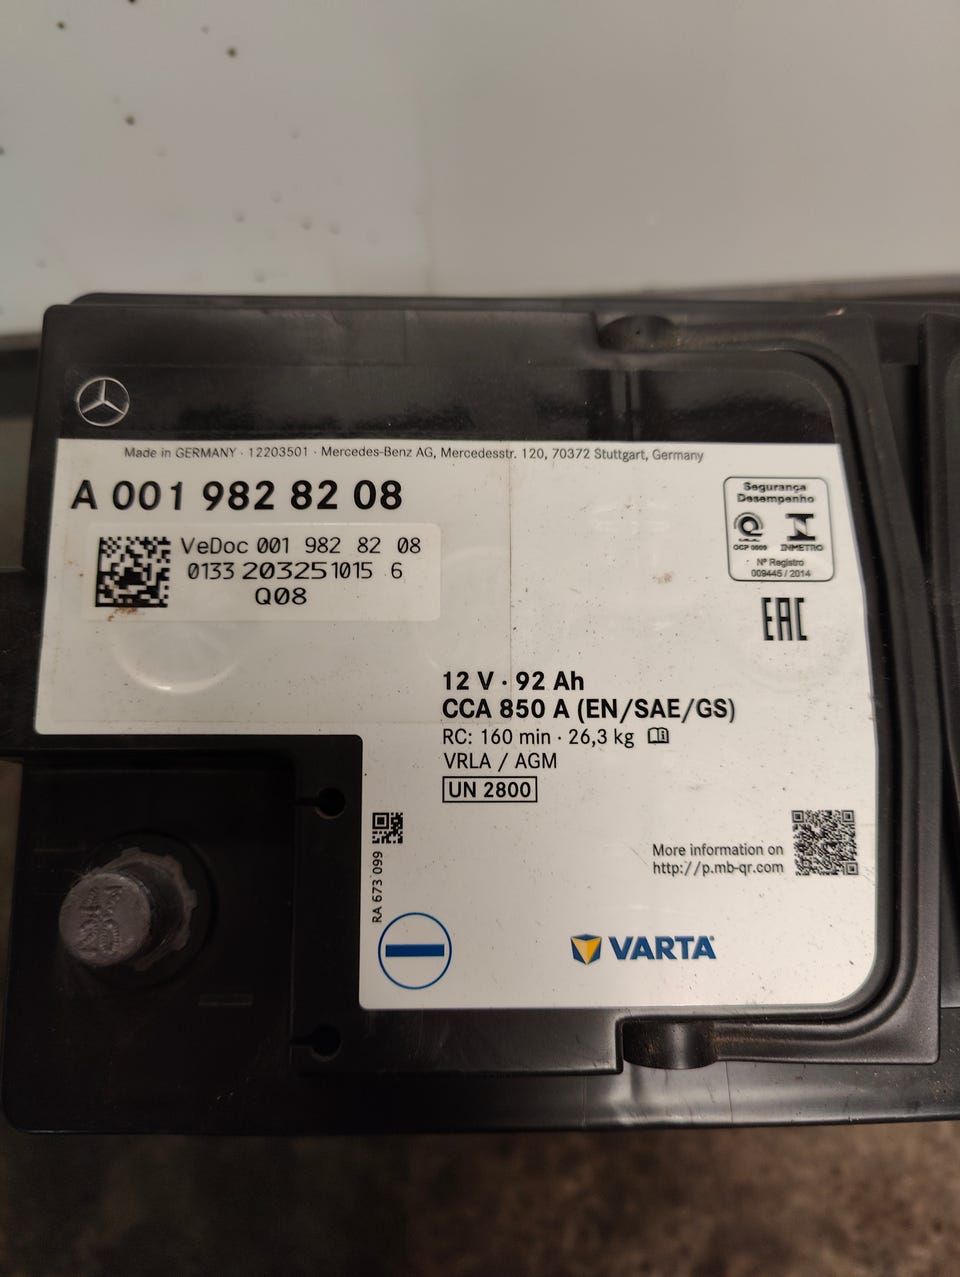 Made in GERMANY · 12203501 · Mercedes-Benz AG, Mercedesstr. 120, 70372 Stuttgart, Germany
A 001 982 82 08
VeDoc 001 982 82 08
0133 203251015 6
Q08
Segurança
Desempenho
OCP 0009 INMETRO
Nº Registro
009445 / 2014
EAC
12 V · 92 Ah
CCA 850 A (EN/SAE/GS)
RC: 160 min · 26,3 kg
VRLA / AGM
UN 2800
RA 673 099
More information on
http://p.mb-qr.com
VARTA